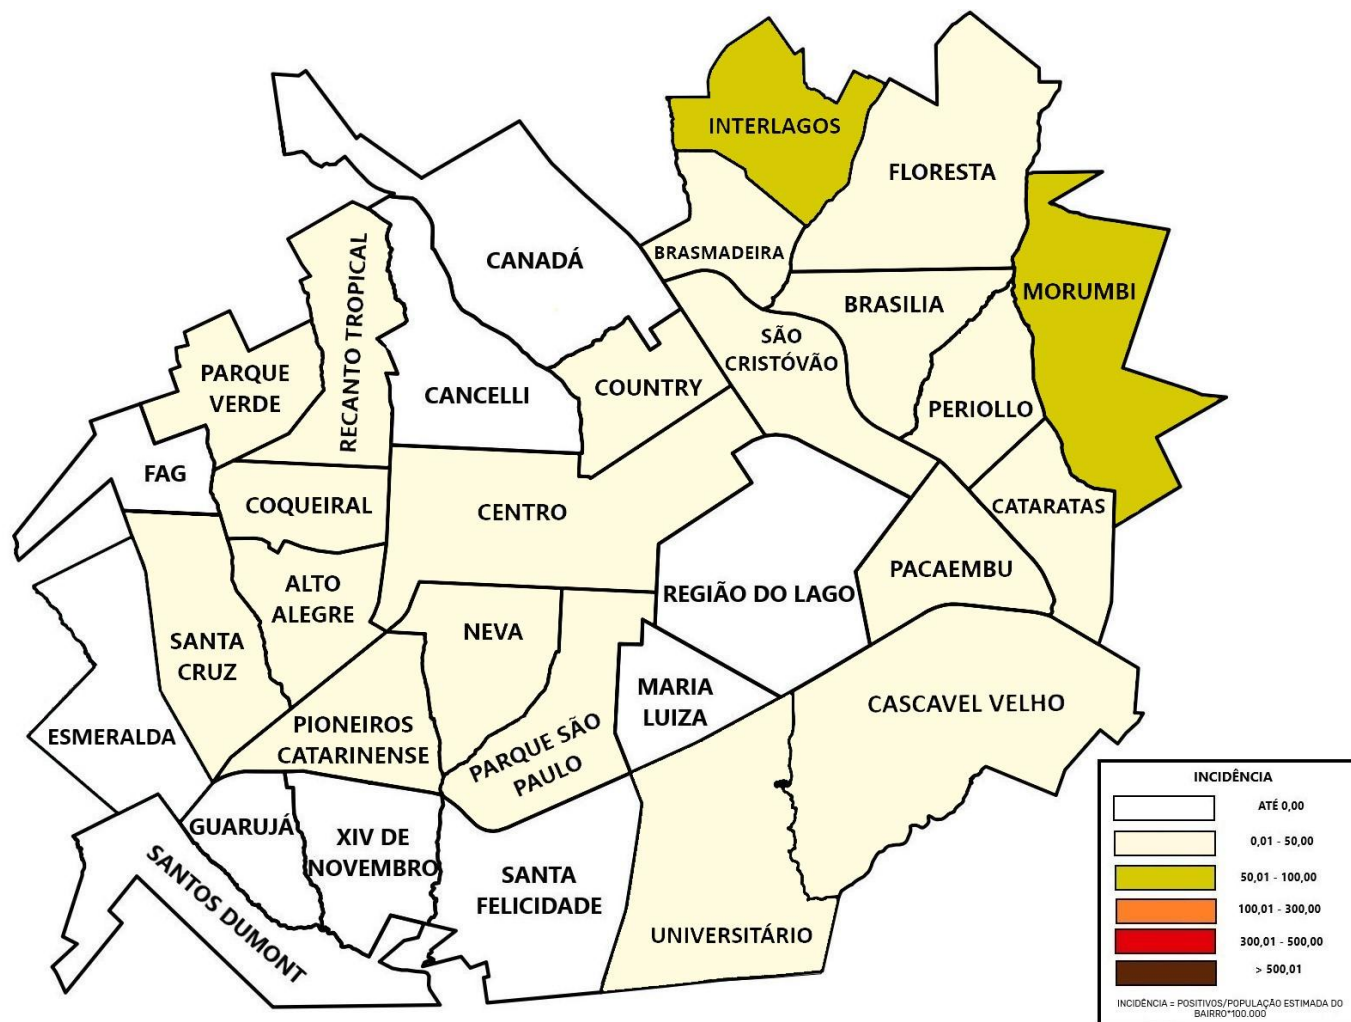 INTERLAGOS
FLORESTA
BRASMADEIRA
CANADÁ
MORUMBI
BRASILIA
RECANTO TROPICAL
SÃO
CRISTÓVÃO
PARQUE
VERDE
COUNTRY
CANCELLI
PERIOLLO
FAG
COQUEIRAL
CENTRO
CATARATAS
PACAEMBU
ALTO
ALEGRE
REGIÃO DO LAGO
NEVA
SANTA
CRUZ
MARIA
LUIZA
CASCAVEL VELHO
PIONEIROS
CATARINENSE
ESMERALDA
PARQUE SÃO
PAULO
GUARUJÁ
XIV DE
NOVEMBRO
SANTA
FELICIDADE
SANTOS DUMONT
UNIVERSITÁRIO
INCIDÊNCIA
ATÉ 0,00
0,01 - 50,00
50,01 - 100,00
100,01 - 300,00
300,01 - 500,00
> 500,01
INCIDÊNCIA = POSITIVOS/POPULAÇÃO ESTIMADA DO
BAIRRO*100.000